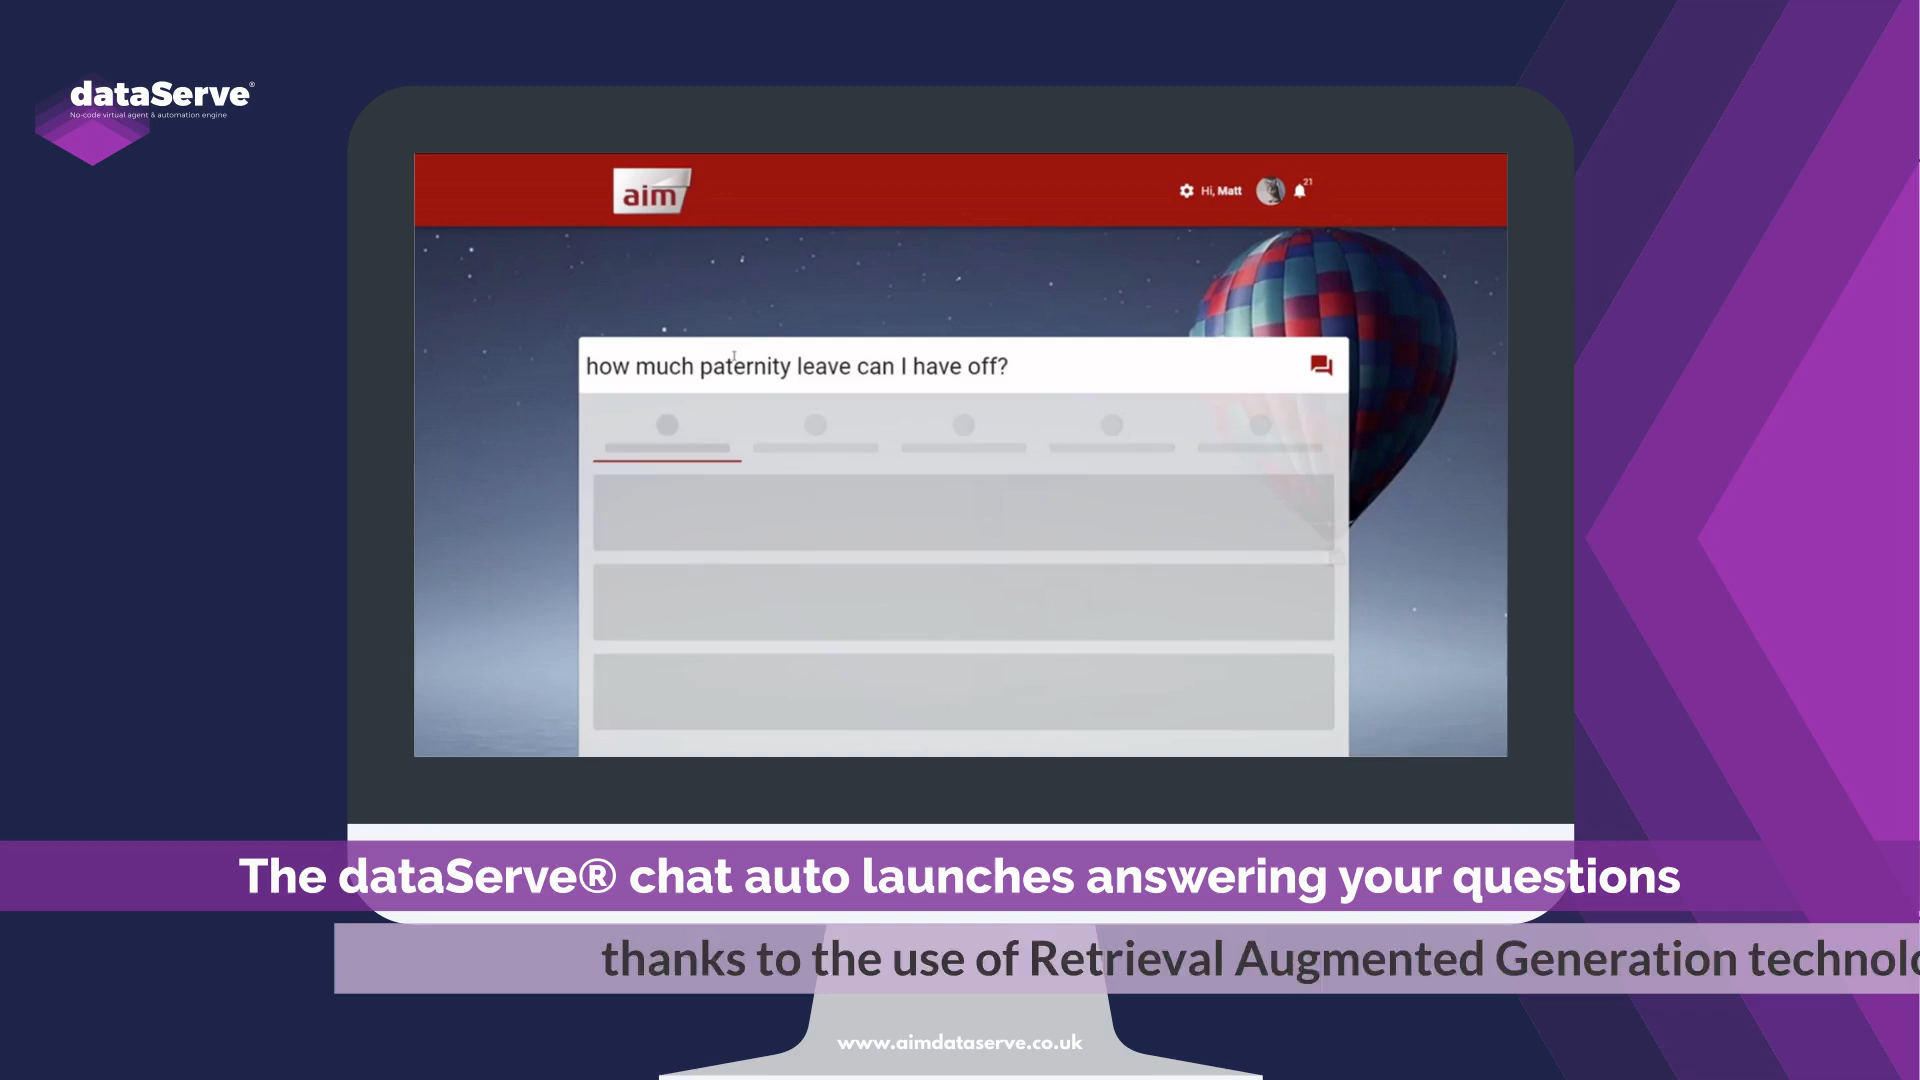 dataServe®
No-code virtual agent & automation engine
aim
Hi, Matt
21
how much paternity leave can I have off?
The dataServe® chat auto launches answering your questions
thanks to the use of Retrieval Augmented Generation technolo
www.aimdataserve.co.uk